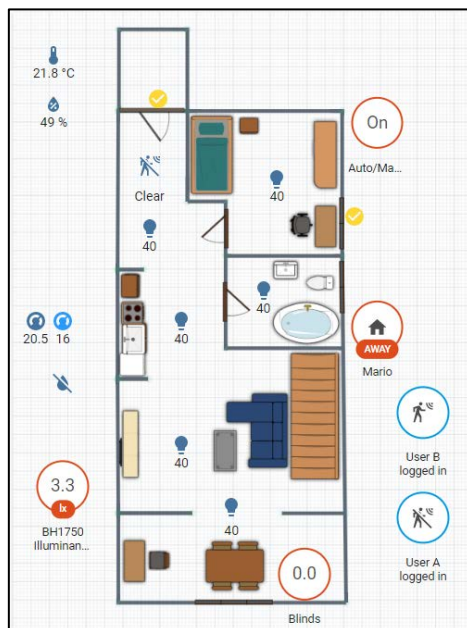 21.8 °C
49 %
On
Auto/Ma...
Clear
40
40
40
40
20.5 16
AWAY
Mario
40
User B
logged in
3.3
lx
BH1750
Illuminan...
40
User A
logged in
0.0
Blinds